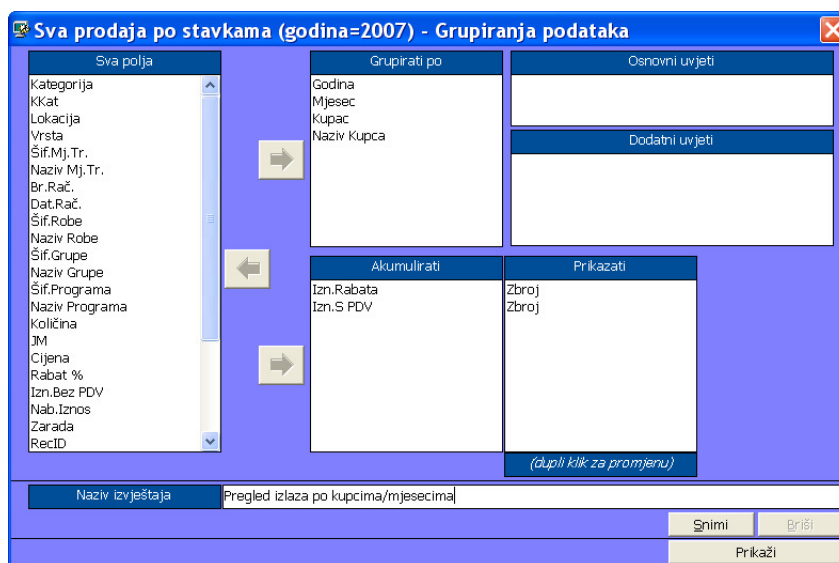 Sva prodaja po stavkama (godina=2007) - Grupiranja podataka
Sva polja
Kategorija
KKat
Lokacija
Vrsta
Šif.Mj.Tr.
Naziv Mj.Tr.
Br.Rač.
Dat.Rač.
Šif.Robe
Naziv Robe
Šif.Grupe
Naziv Grupe
Šif.Programa
Naziv Programa
Količina
JM
Cijena
Rabat %
Izn.Bez PDV
Nab.Iznos
Zarada
RecID
Grupirati po
Godina
Mjesec
Kupac
Naziv Kupca
Osnovni uvjeti
Dodatni uvjeti
Akumulirati
Izn.Rabata
Izn.S PDV
Prikazati
Zbroj
Zbroj
(dupli klik za promjenu)
Naziv izvještaja
Pregled izlaza po kupcima/mjesecima
Snimi
Briši
Prikaži